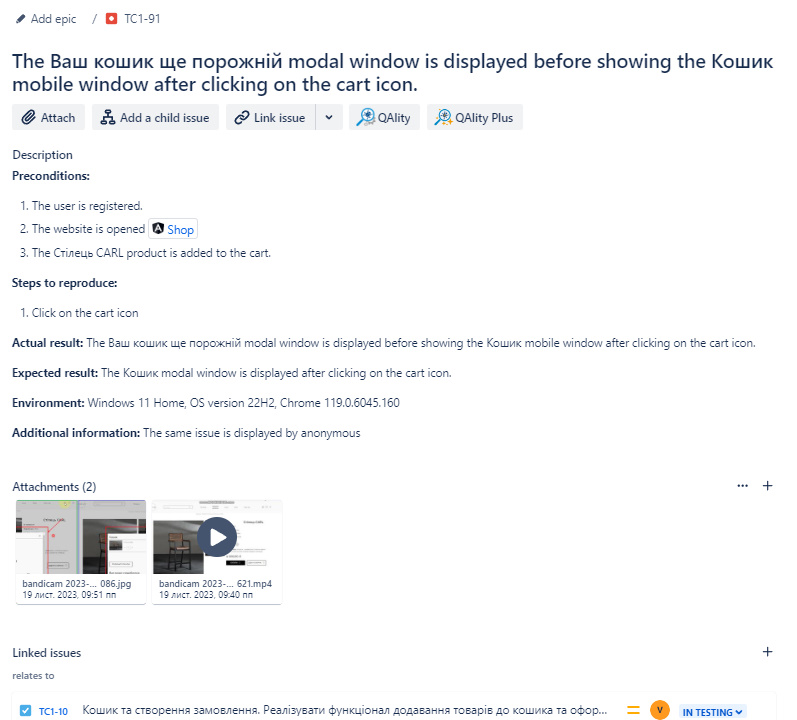 Add epic / TC1-91
The Ваш кошик ще порожній modal window is displayed before showing the Кошик
mobile window after clicking on the cart icon.
Attach Add a child issue Link issue QAlity QAlity Plus
Description
Preconditions:
1. The user is registered.
2. The website is opened Shop
3. The Стілець CARL product is added to the cart.
Steps to reproduce:
1. Click on the cart icon
Actual result: The Ваш кошик ще порожній modal window is displayed before showing the Кошик mobile window after clicking on the cart icon.
Expected result: The Кошик modal window is displayed after clicking on the cart icon.
Environment: Windows 11 Home, OS version 22H2, Chrome 119.0.6045.160
Additional information: The same issue is displayed by anonymous
Attachments (2)
bandicam 2023-... 086.jpg
19 лист. 2023, 09:51 пп
bandicam 2023-... 621.mp4
19 лист. 2023, 09:40 пп
Linked issues
relates to
TC1-10 Кошик та створення замовлення. Реалізувати функціонал додавання товарів до кошика та офор... V IN TESTING